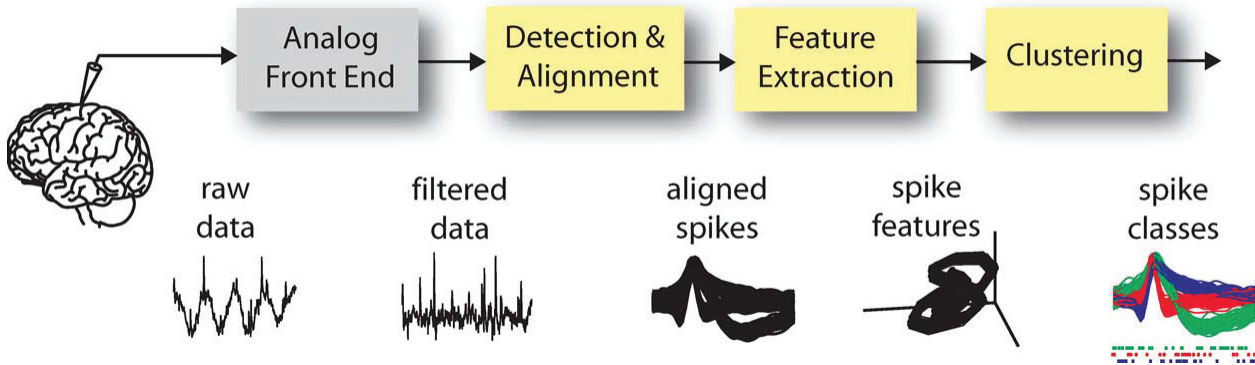 Analog
Front End
Detection &
Alignment
Feature
Extraction
Clustering
raw
data
filtered
data
aligned
spikes
spike
features
spike
classes